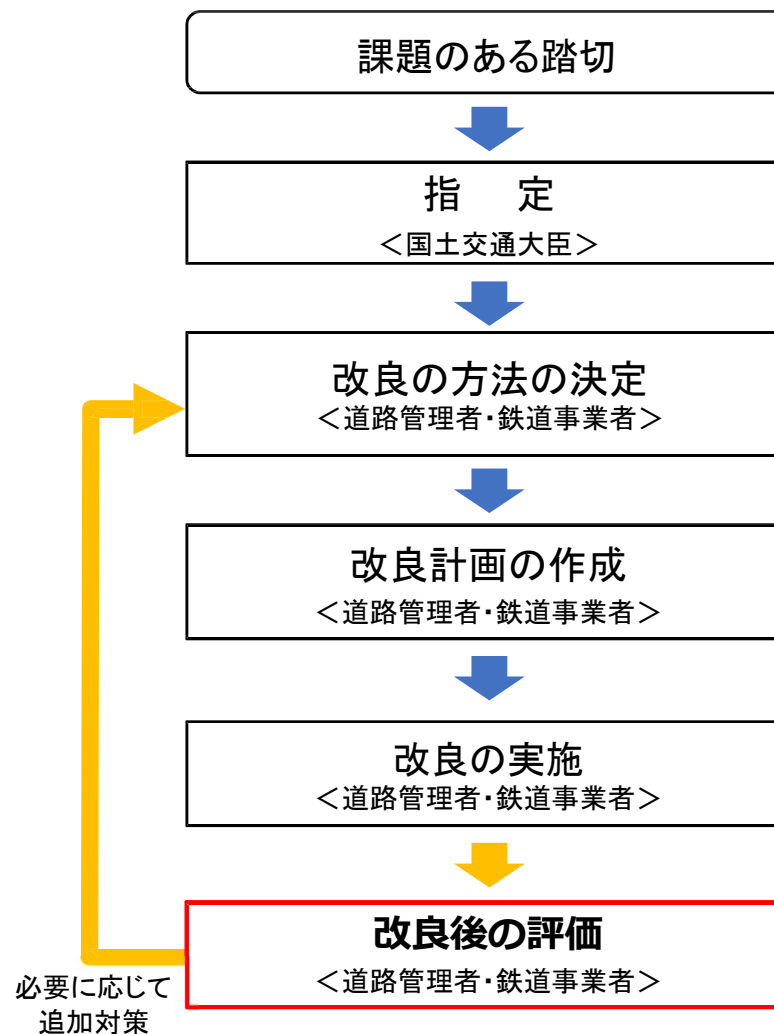 課題のある踏切
指　定
＜国土交通大臣＞
改良の方法の決定
＜道路管理者・鉄道事業者＞
改良計画の作成
＜道路管理者・鉄道事業者＞
改良の実施
＜道路管理者・鉄道事業者＞
改良後の評価
＜道路管理者・鉄道事業者＞
必要に応じて
追加対策